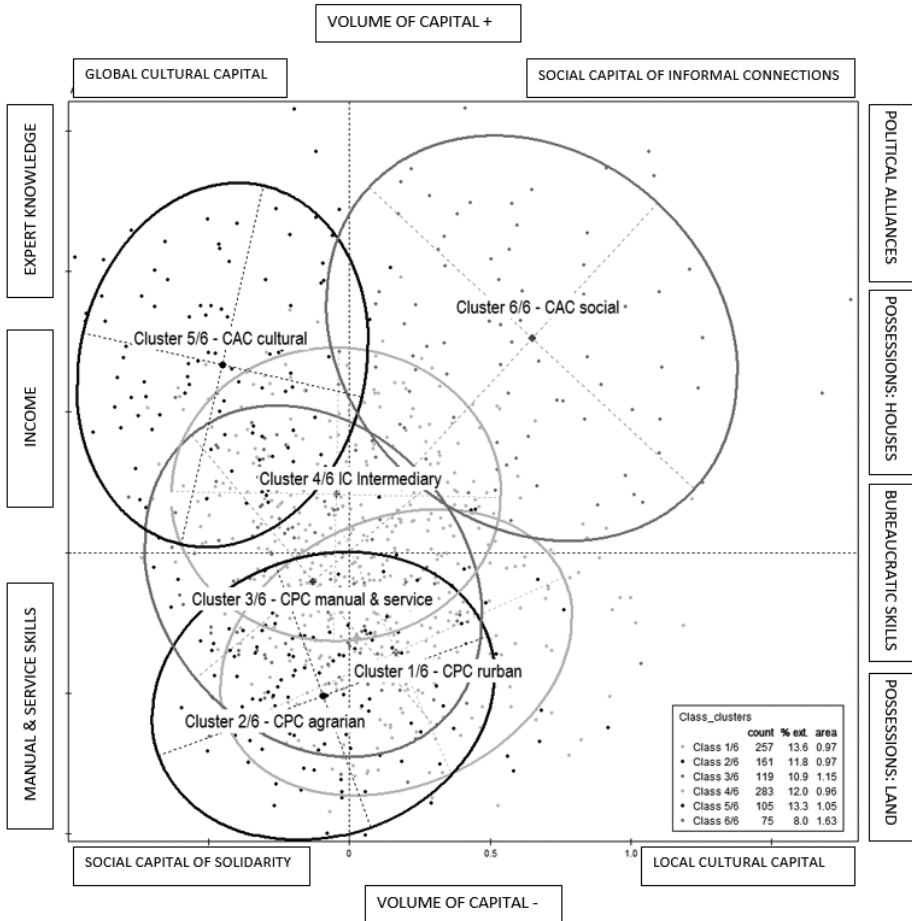 VOLUME OF CAPITAL +
GLOBAL CULTURAL CAPITAL
SOCIAL CAPITAL OF INFORMAL CONNECTIONS
EXPERT KNOWLEDGE
INCOME
MANUAL & SERVICE SKILLS
POLITICAL ALLIANCES
POSSESSIONS: HOUSES
BUREAUCRATIC SKILLS
POSSESSIONS: LAND
Cluster 6/6 - CAC social
Cluster 5/6 - CAC cultural
Cluster 4/6 IC Intermediary
Cluster 3/6 - CPC manual & service
Cluster 1/6 - CPC rurban
Cluster 2/6 - CPC agrarian
Class_clusters
count % ext. area
Class 1/6 257 13.6 0.97
Class 2/6 161 11.8 0.97
Class 3/6 119 10.9 1.15
Class 4/6 283 12.0 0.96
Class 5/6 105 13.3 1.05
Class 6/6 75 8.0 1.63
0 0.5 1.0
SOCIAL CAPITAL OF SOLIDARITY
LOCAL CULTURAL CAPITAL
VOLUME OF CAPITAL -